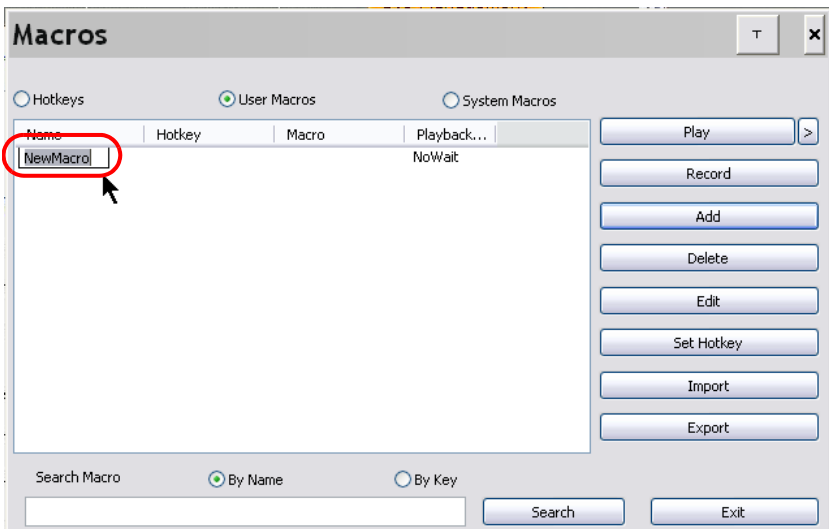 Macros
T
×
Hotkeys User Macros System Macros
Name Hotkey Macro Playback...
NewMacro NoWait
Play >
Record
Add
Delete
Edit
Set Hotkey
Import
Export
Search Macro By Name By Key
Search Exit